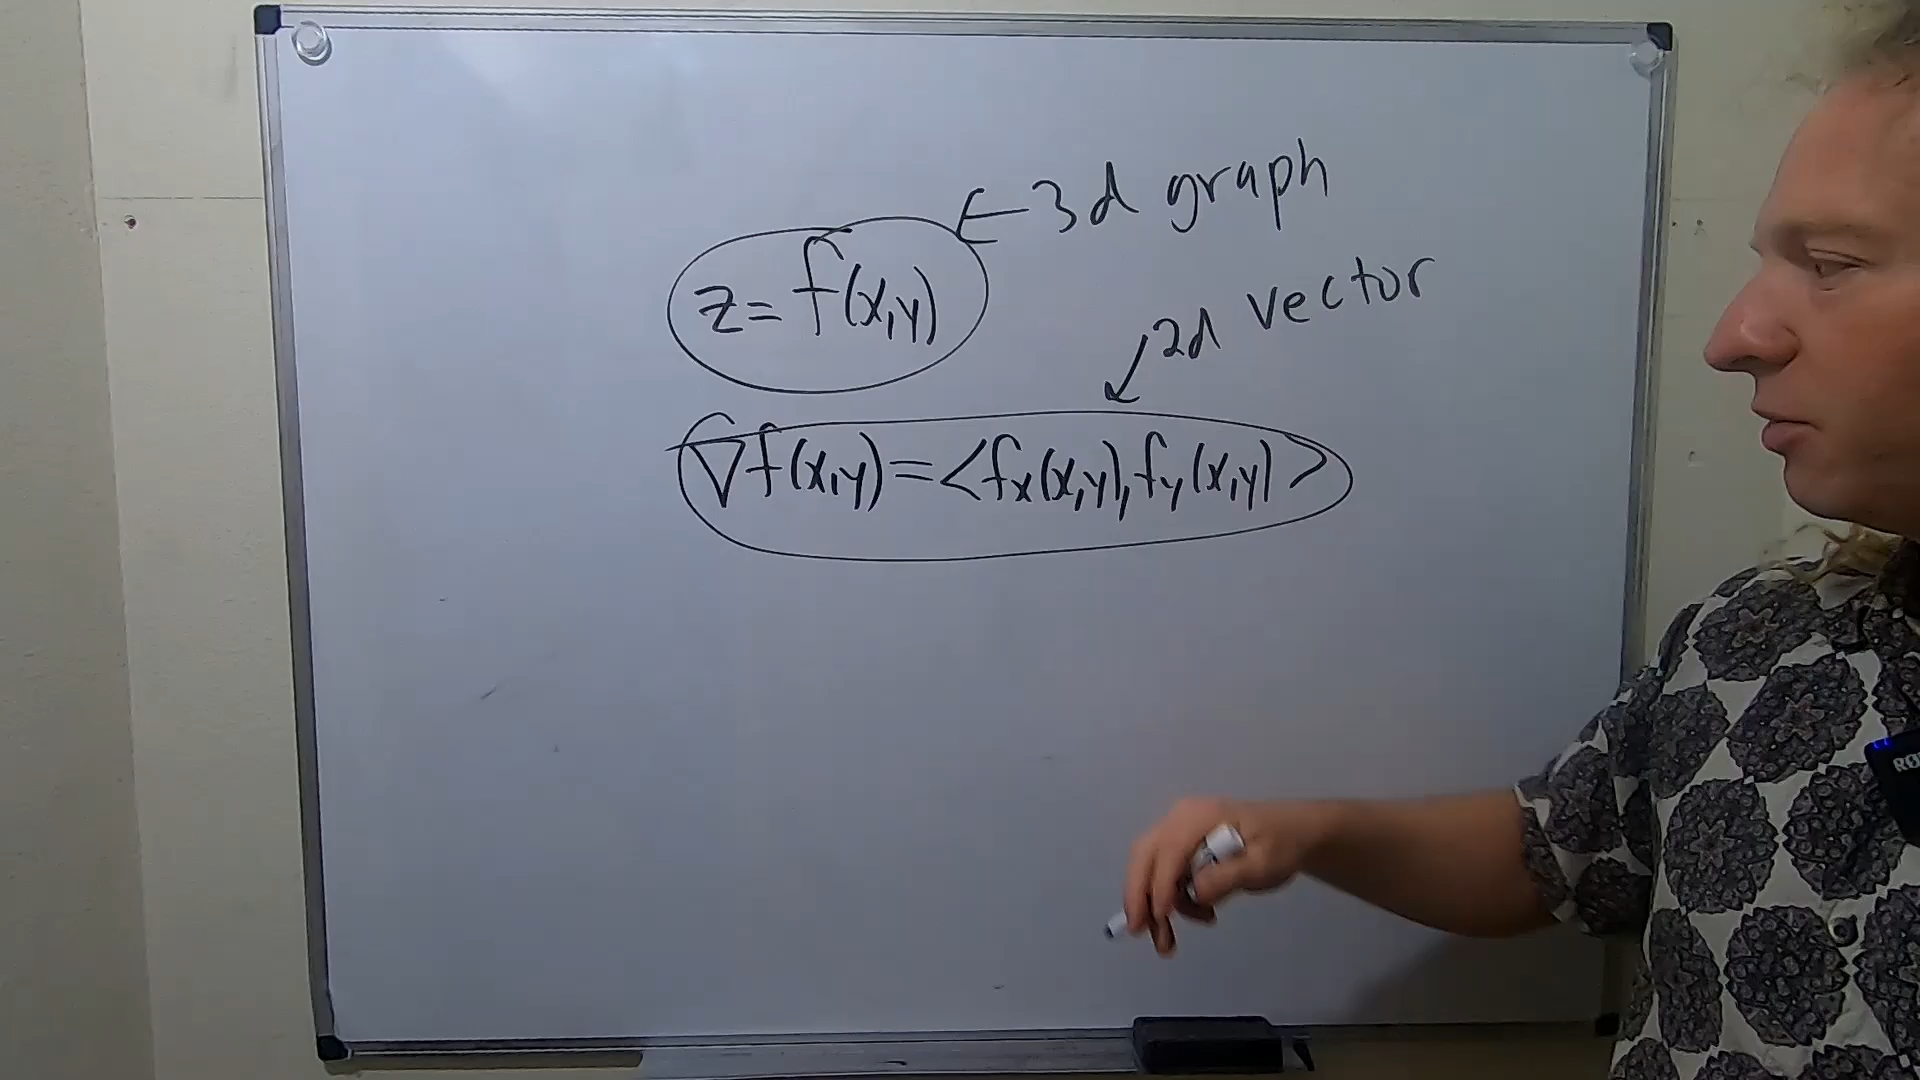 ←3d graph
z = f(x,y)
↙2d vector
∇f(x,y) = <fx(x,y), fy(x,y)>